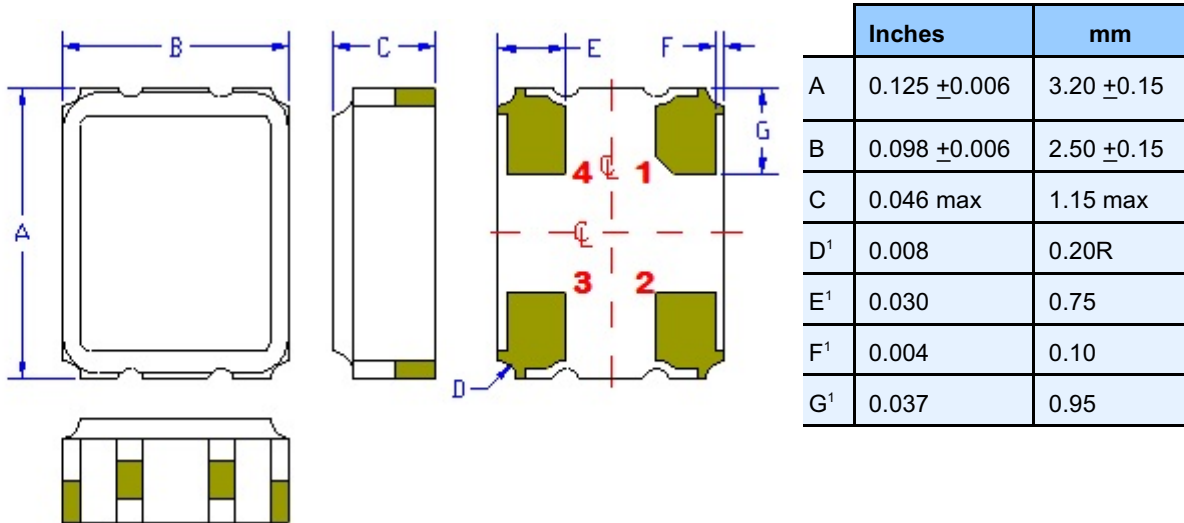 B
C
E
F
A
G
4 ℄ 1
℄
3 2
D
Inches mm
A 0.125 ±0.006 3.20 ±0.15
B 0.098 ±0.006 2.50 ±0.15
C 0.046 max 1.15 max
D¹ 0.008 0.20R
E¹ 0.030 0.75
F¹ 0.004 0.10
G¹ 0.037 0.95